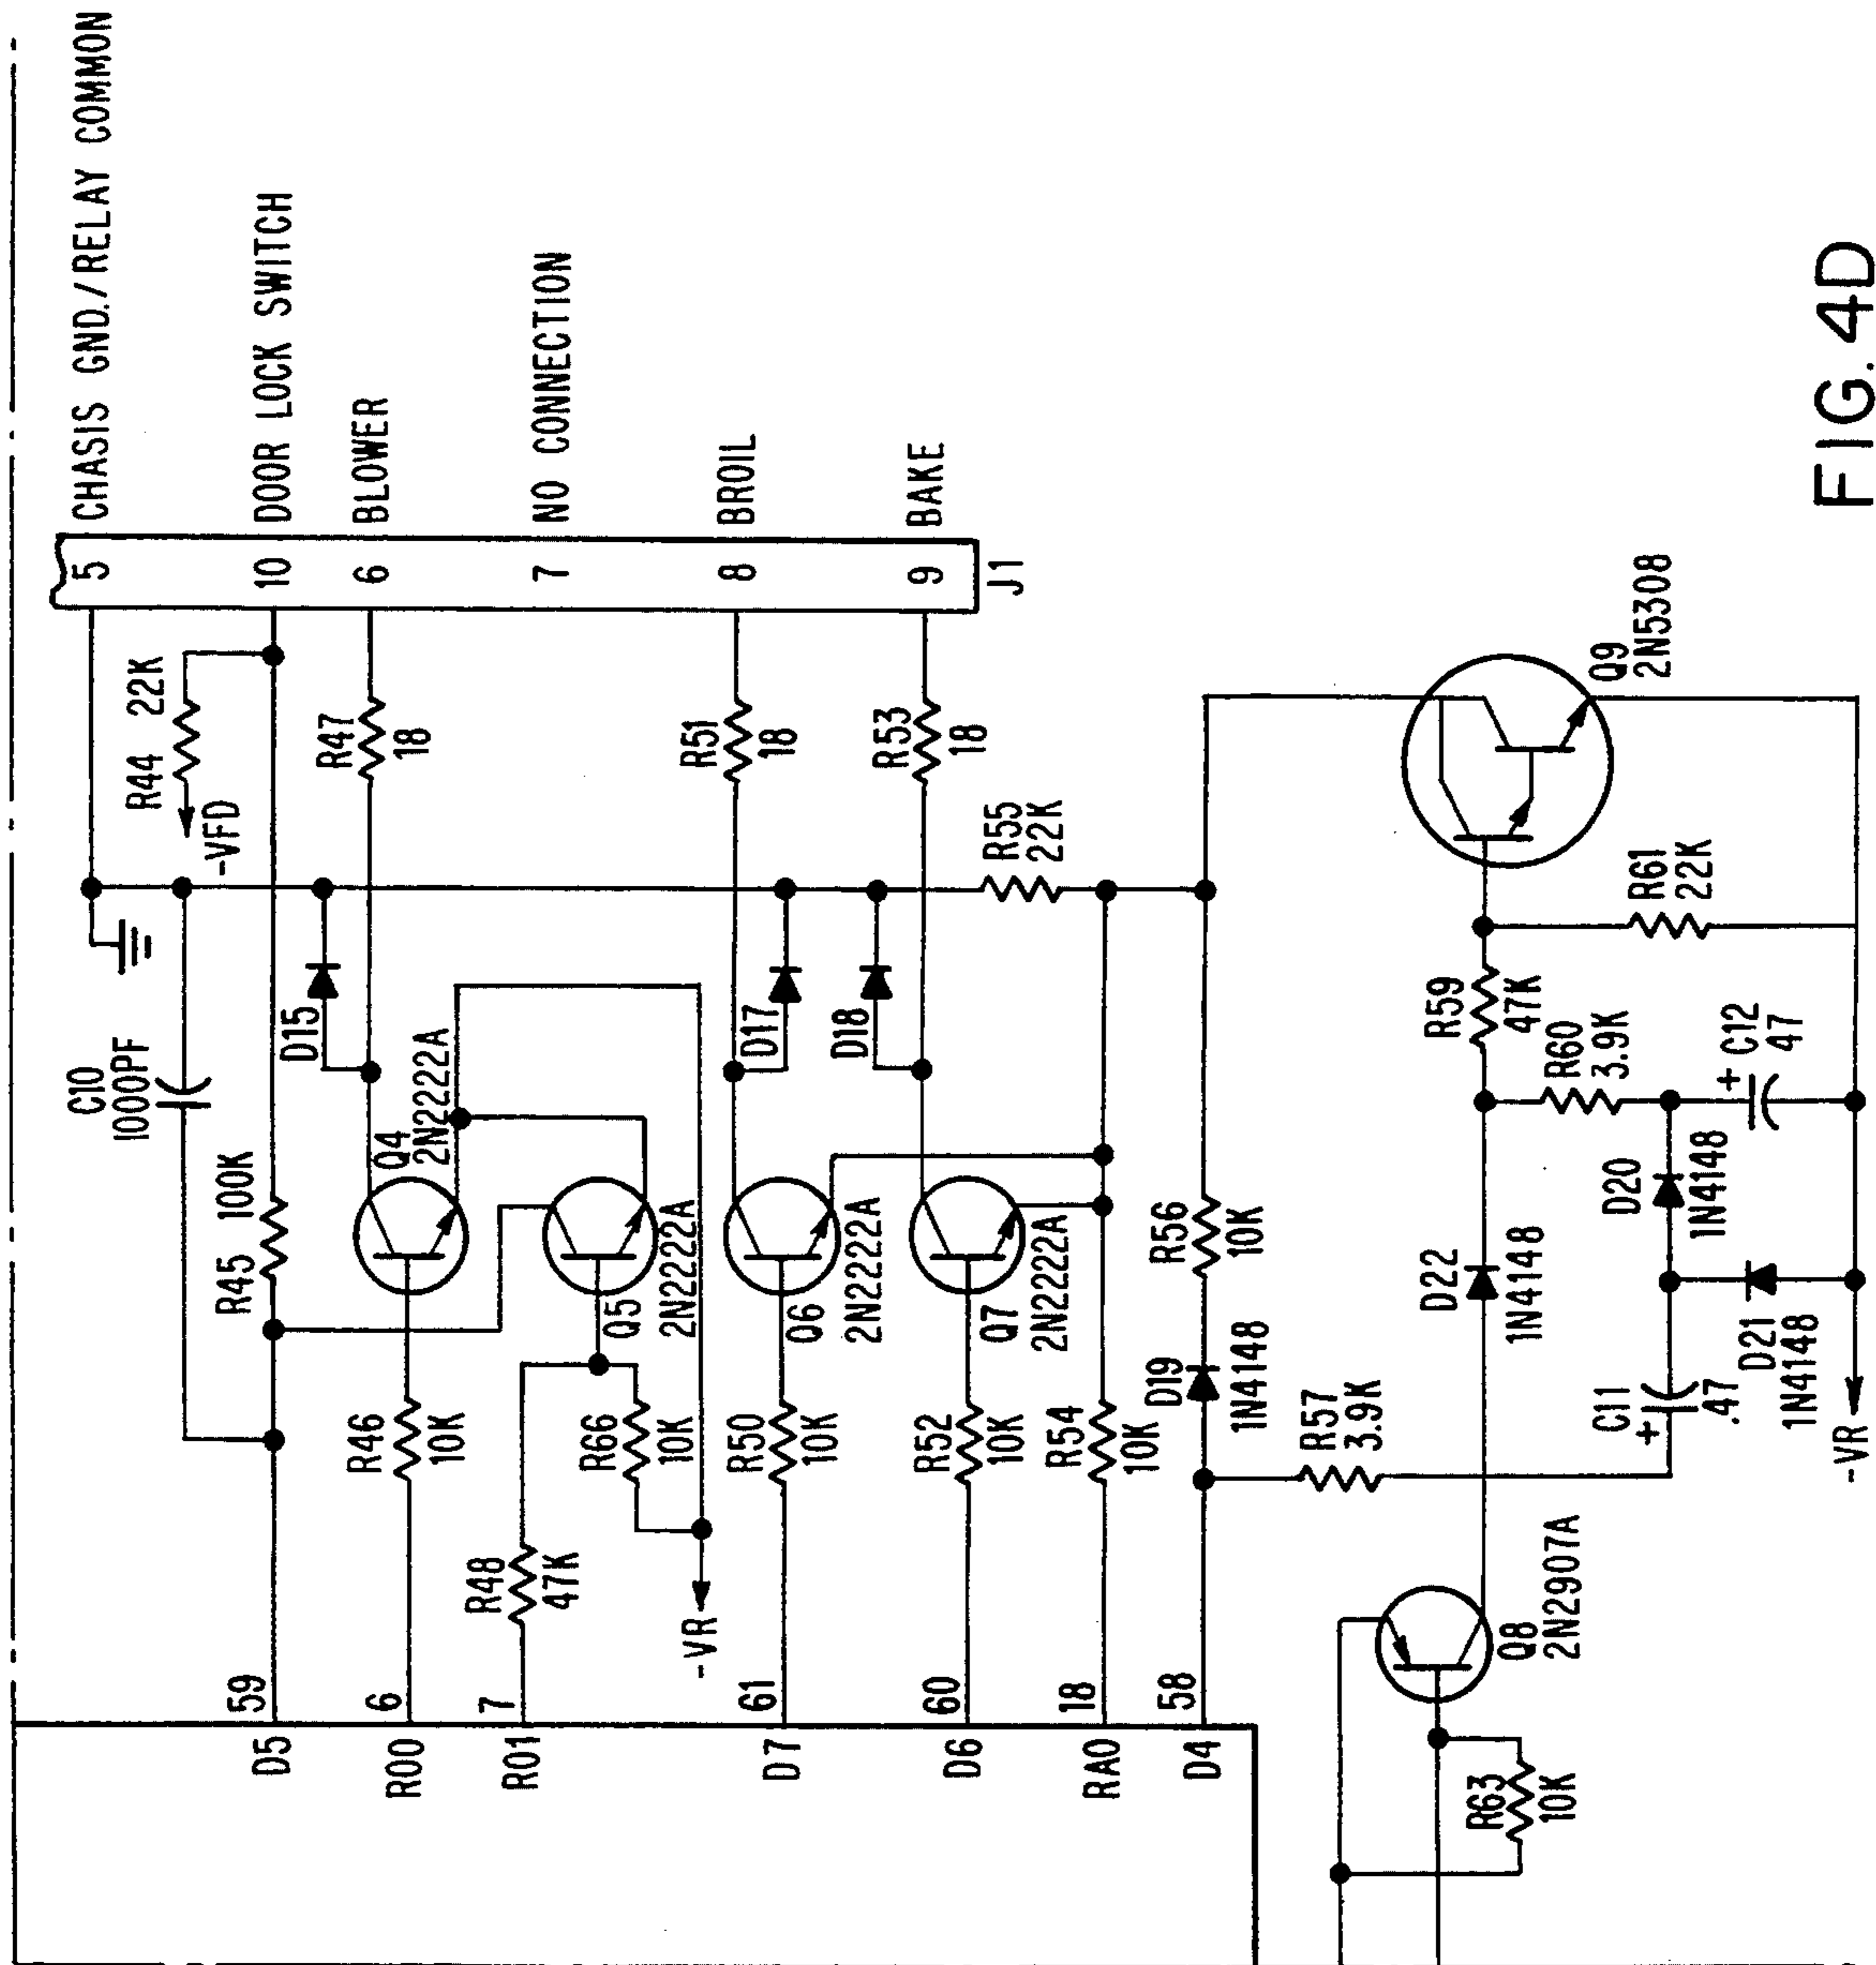 CHASIS GND./RELAY COMMON
5
C10
1000PF
R44 22K
-VFD
DOOR LOCK SWITCH
10
R45 100K
59
D5
D15
R47
18
BLOWER
6
Q4
2N2222A
R46
10K
6
R00
NO CONNECTION
7
R48
47K
7
R01
Q5
2N2222A
R66
10K
-VR
BROIL
8
R51
18
D17
Q6
2N2222A
R50
10K
61
D7
BAKE
9
J1
R53
18
D18
Q7
2N2222A
R52
10K
60
D6
R55
22K
R54
10K
18
RA0
R56
10K
D19
1N4148
58
D4
R57
3.9K
Q9
2N5308
R59
47K
R61
22K
R60
3.9K
D22
1N4148
Q8
2N2907A
R63
10K
C12
+
47
D20
1N4148
C11
+
.47
D21
1N4148
-VR
FIG. 4D